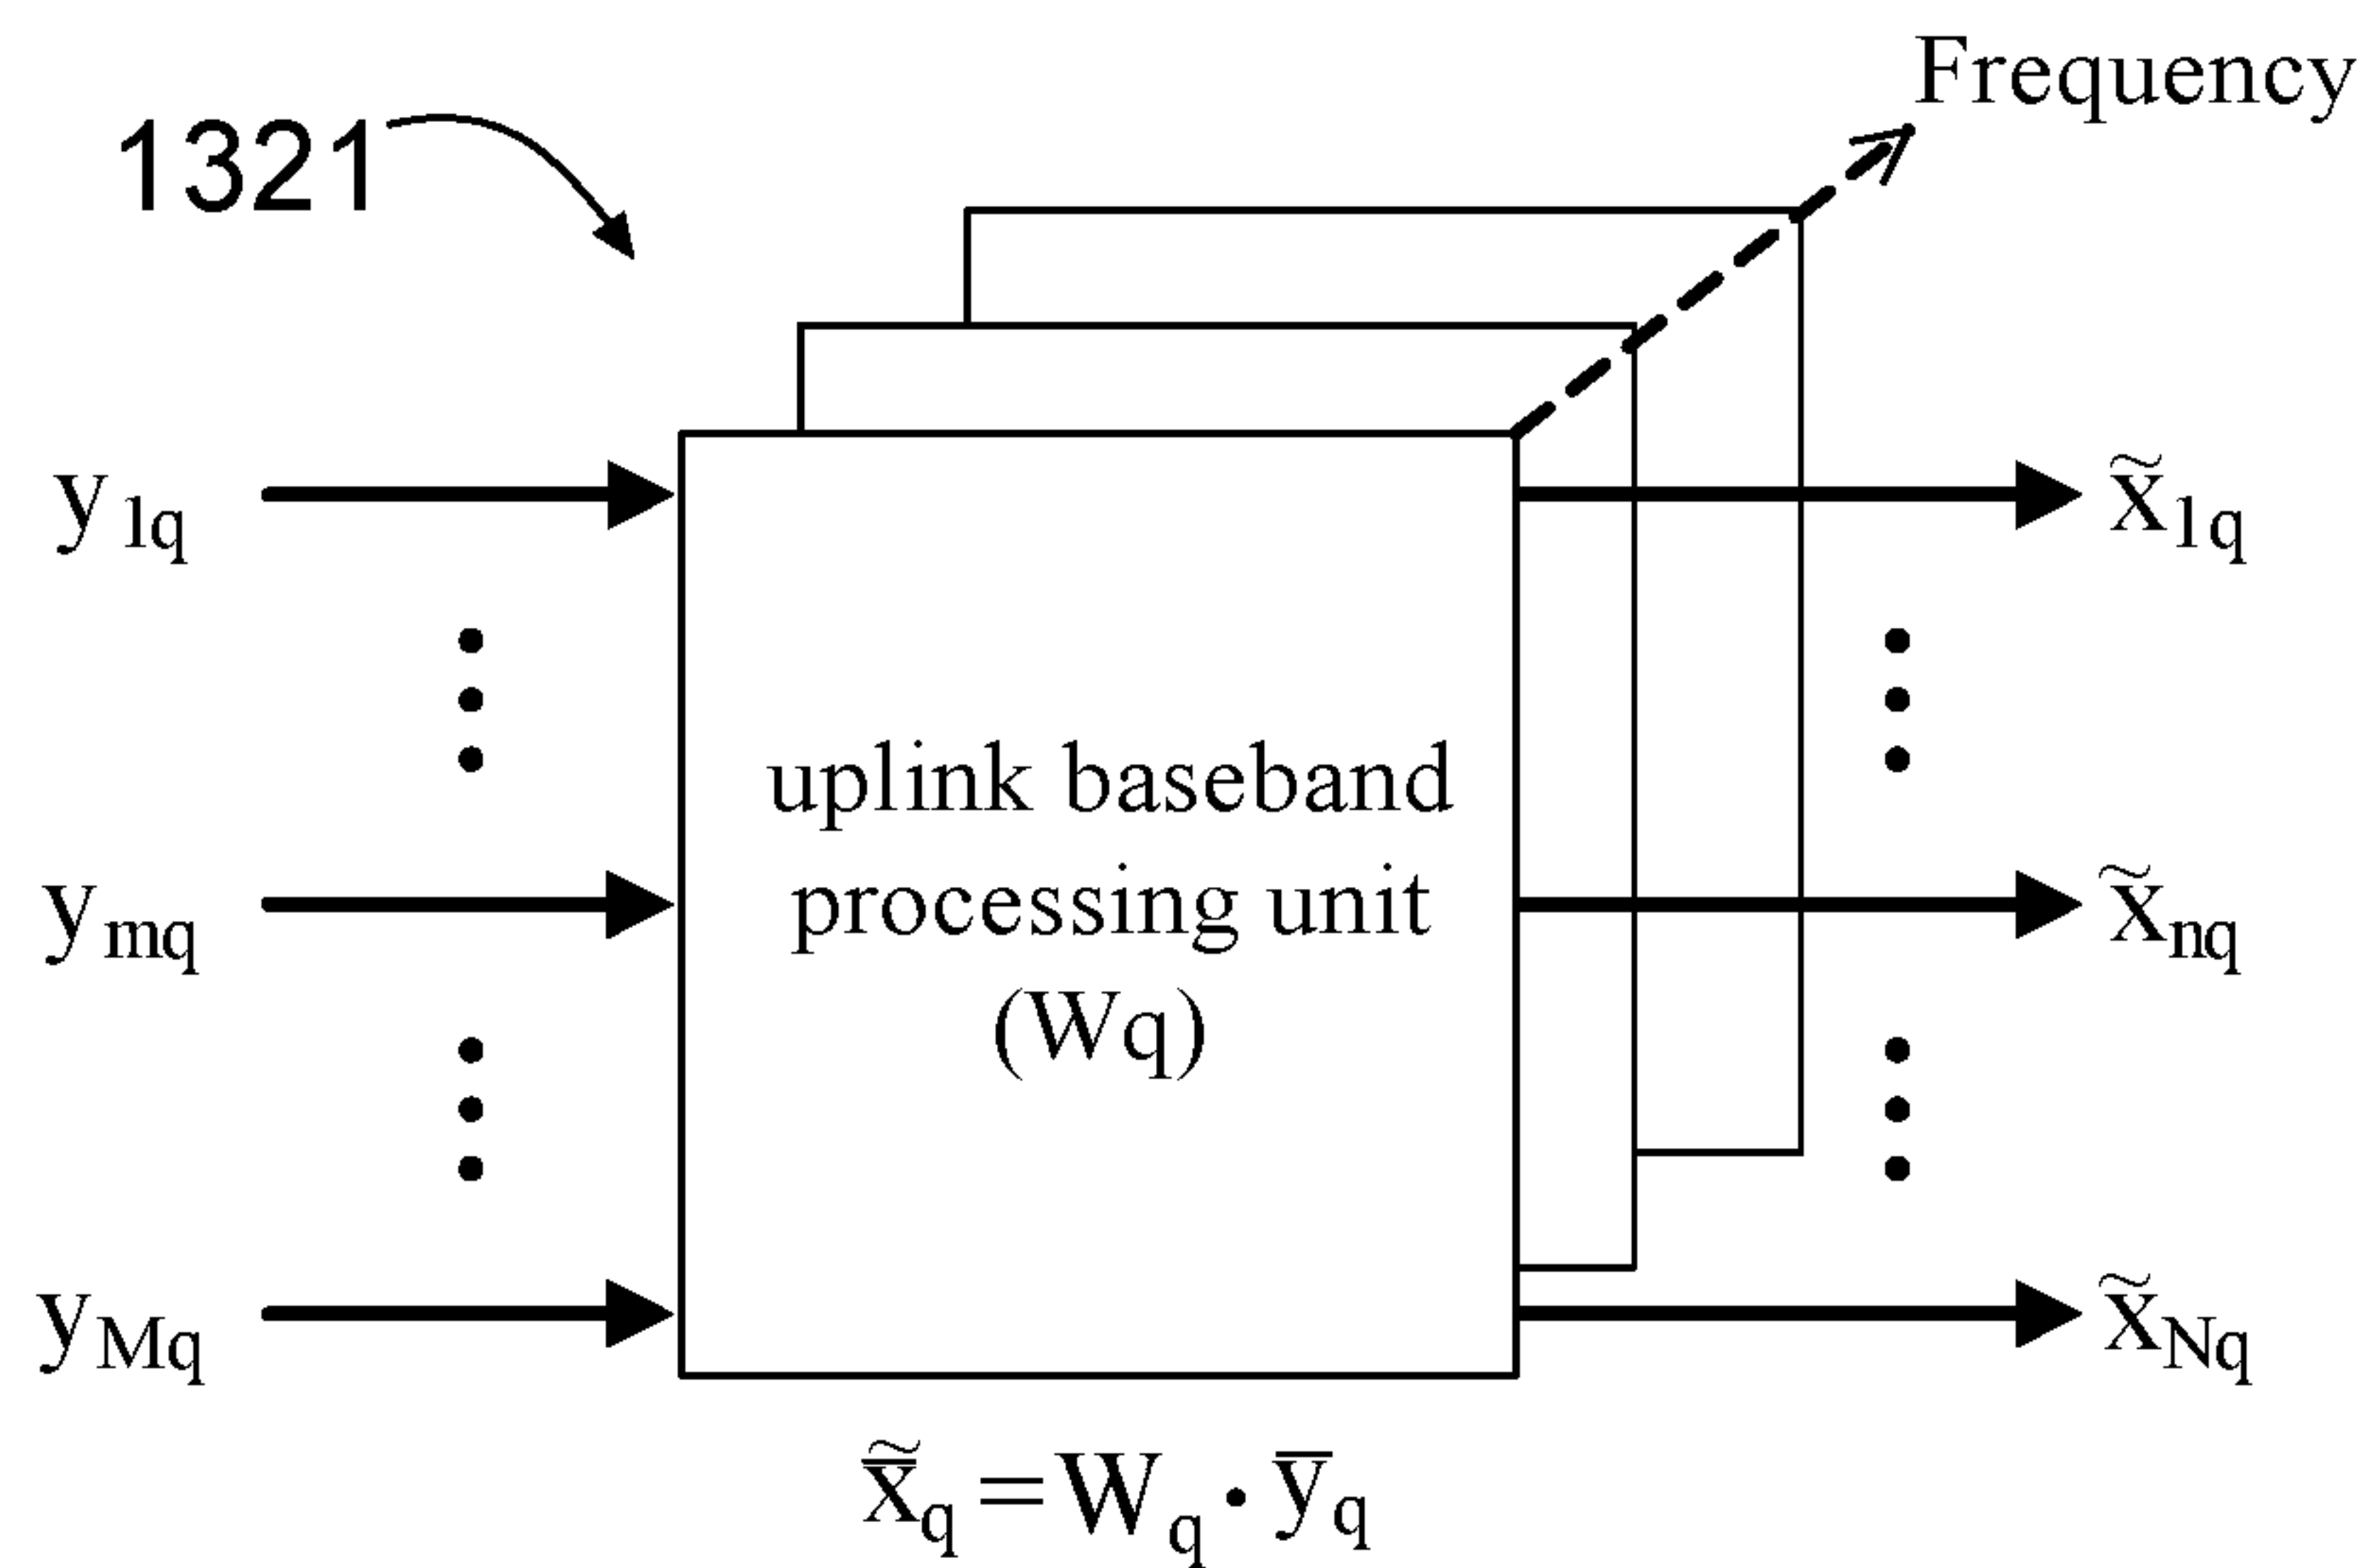 Frequency
1321
y1q
x̃1q
ymq
x̃nq
uplink baseband
processing unit
(Wq)
yMq
x̃Nq
x̟̄̃q = Wq · ȳq